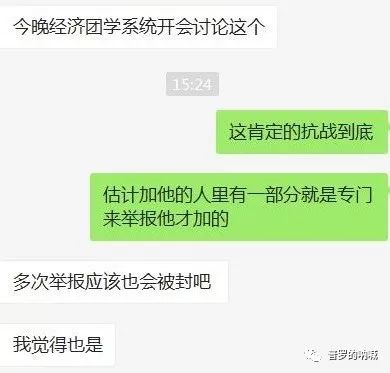 今晚经济团学系统开会讨论这个
15:24
这肯定的抗战到底
估计加他的人里有一部分就是专门
来举报他才加的
多次举报应该也会被封吧
我觉得也是
普罗的呐喊